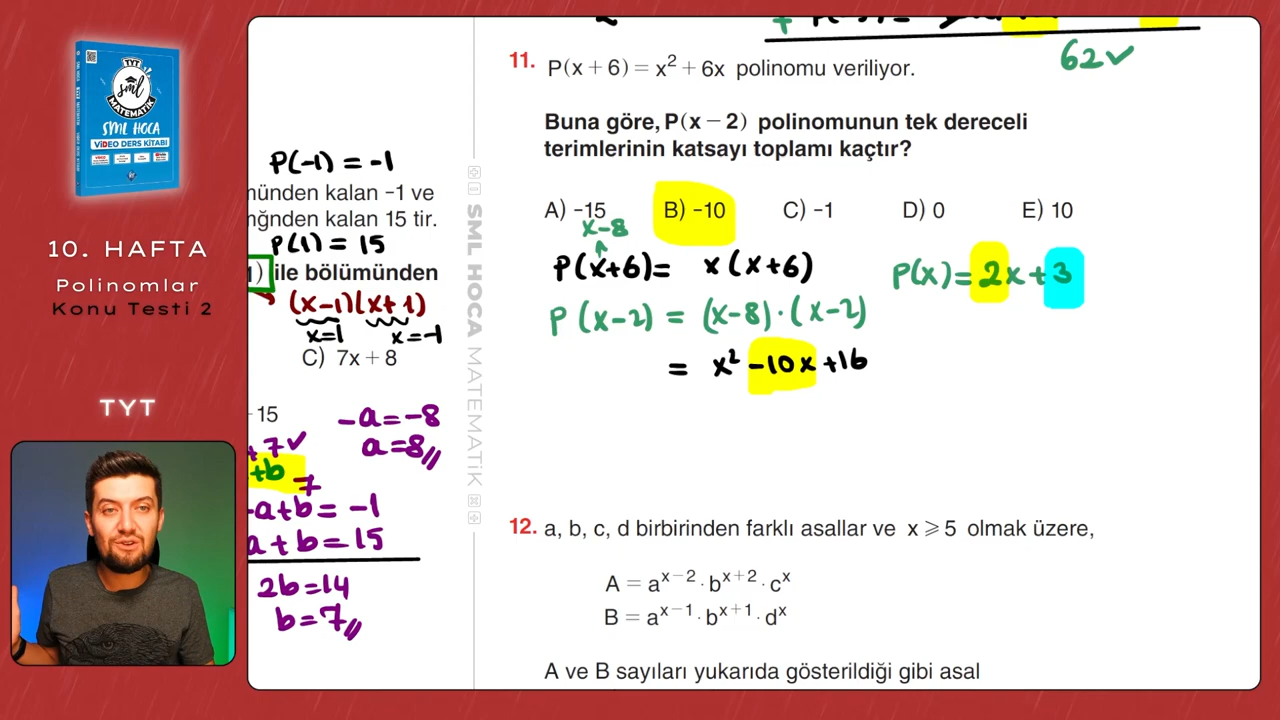 TYT
sml
MATEMATİK
SML HOCA
VİDEO DERS KİTABI
10. HAFTA
Polinomlar
Konu Testi 2
TYT
P(-1) = -1
münden kalan -1 ve
P(1) = 15
ile bölümünden
(x-1)(x+1)
x=1 x=-1
C) 7x + 8
-15
+ 7✓
-a = -8
+b
7
a = 8
-a+b = -1
a + b = 15
2b = 14
b = 7
SML HOCA MATEMATİK
62 ✓
11. P(x + 6) = x² + 6x polinomu veriliyor.
Buna göre, P(x − 2) polinomunun tek dereceli
terimlerinin katsayı toplamı kaçtır?
A) -15 B) -10 C) -1 D) 0 E) 10
x-8
P(x+6) = x(x+6)
P(x) = 2x+3
P(x-2) = (x-8)·(x-2)
= x² -10x +16
12. a, b, c, d birbirinden farklı asallar ve x ⩾ 5 olmak üzere,
A = a^(x−2) · b^(x+2) · c^x
B = a^(x−1) · b^(x+1) · d^x
A ve B sayıları yukarıda gösterildiği gibi asal